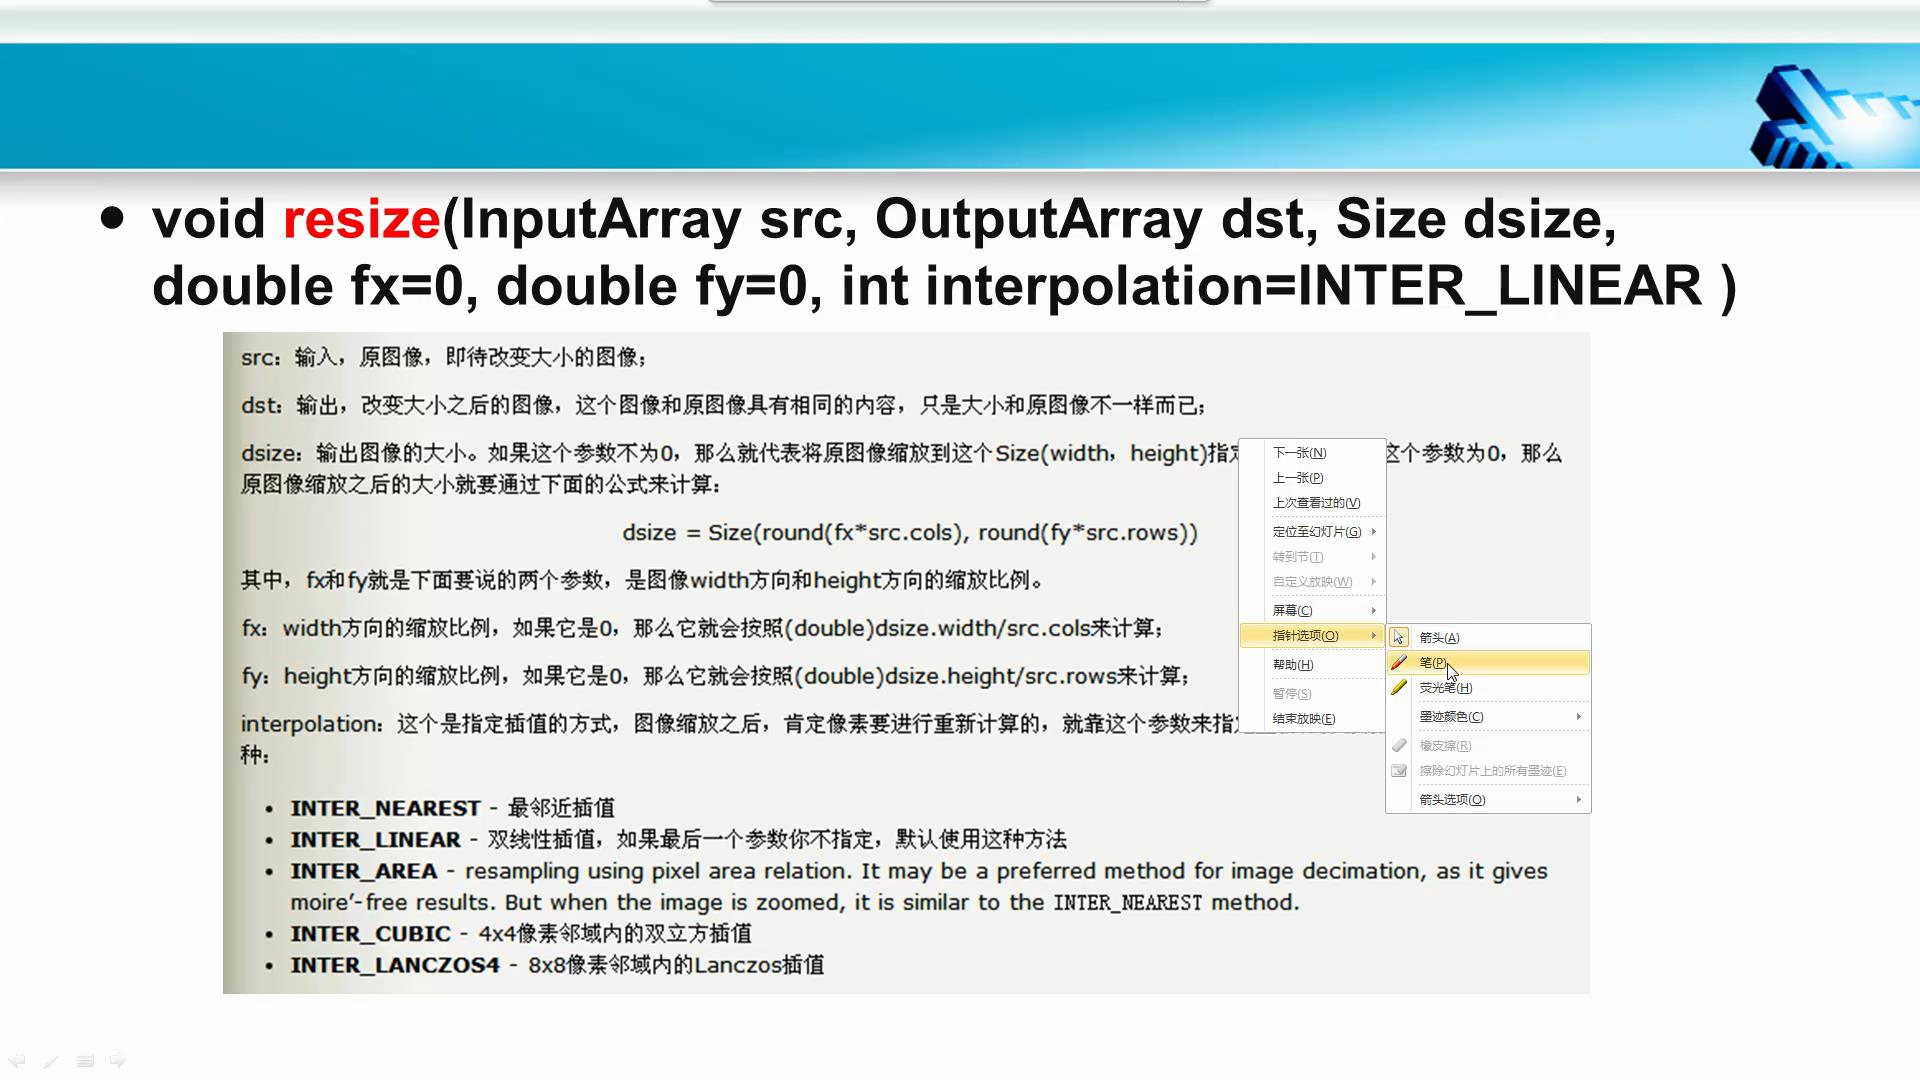 • void resize(InputArray src, OutputArray dst, Size dsize,
double fx=0, double fy=0, int interpolation=INTER_LINEAR )
src：输入，原图像，即待改变大小的图像；
dst：输出，改变大小之后的图像，这个图像和原图像具有相同的内容，只是大小和原图像不一样而已；
dsize：输出图像的大小。如果这个参数不为0，那么就代表将原图像缩放到这个Size(width，height)指 这个参数为0，那么
原图像缩放之后的大小就要通过下面的公式来计算：
dsize = Size(round(fx*src.cols), round(fy*src.rows))
其中，fx和fy就是下面要说的两个参数，是图像width方向和height方向的缩放比例。
fx：width方向的缩放比例，如果它是0，那么它就会按照(double)dsize.width/src.cols来计算；
fy：height方向的缩放比例，如果它是0，那么它就会按照(double)dsize.height/src.rows来计算；
interpolation：这个是指定插值的方式，图像缩放之后，肯定像素要进行重新计算的，就靠这个参数来指
种：
• INTER_NEAREST - 最邻近插值
• INTER_LINEAR - 双线性插值，如果最后一个参数你不指定，默认使用这种方法
• INTER_AREA - resampling using pixel area relation. It may be a preferred method for image decimation, as it gives
moire’-free results. But when the image is zoomed, it is similar to the INTER_NEAREST method.
• INTER_CUBIC - 4x4像素邻域内的双立方插值
• INTER_LANCZOS4 - 8x8像素邻域内的Lanczos插值
下一张(N)
上一张(P)
上次查看过的(V)
定位至幻灯片(G)
转到节(T)
自定义放映(W)
屏幕(C)
指针选项(O)
帮助(H)
暂停(S)
结束放映(E)
箭头(A)
笔(P)
荧光笔(H)
墨迹颜色(C)
橡皮擦(R)
擦除幻灯片上的所有墨迹(E)
箭头选项(O)